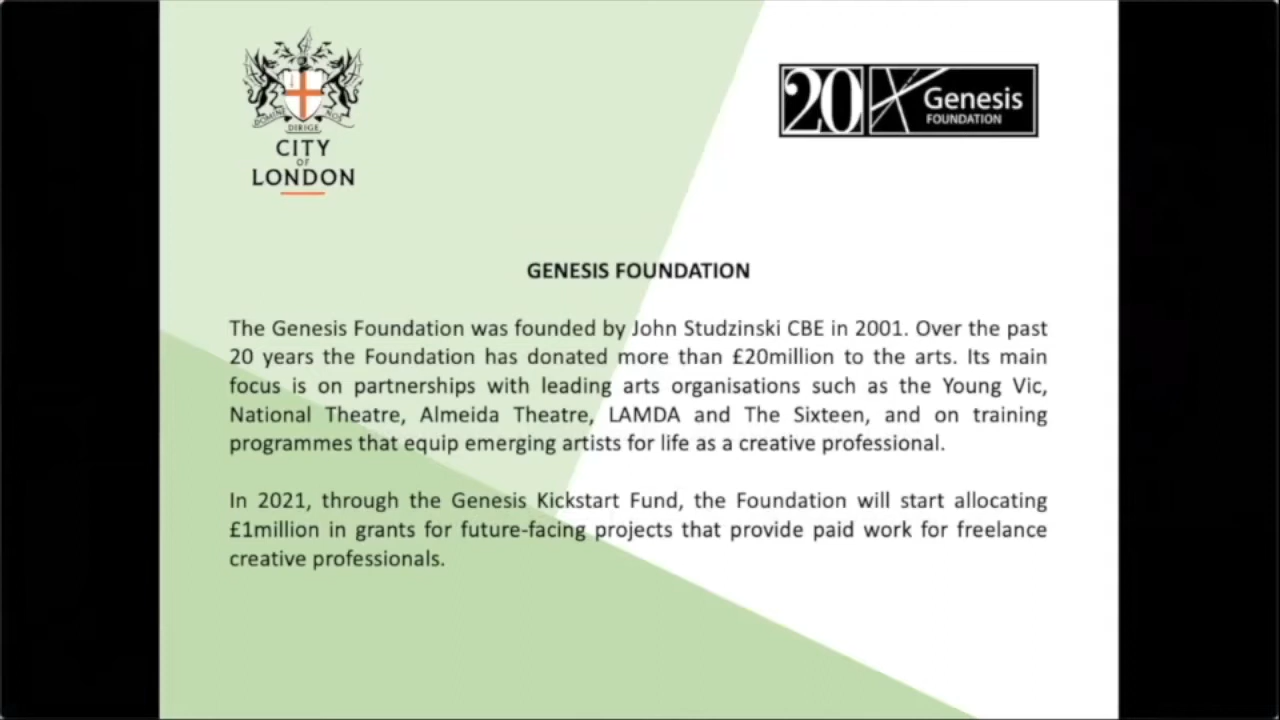 DOMINE DIRIGE NOS
CITY
OF
LONDON
20 Genesis
FOUNDATION
GENESIS FOUNDATION
The Genesis Foundation was founded by John Studzinski CBE in 2001. Over the past
20 years the Foundation has donated more than £20million to the arts. Its main
focus is on partnerships with leading arts organisations such as the Young Vic,
National Theatre, Almeida Theatre, LAMDA and The Sixteen, and on training
programmes that equip emerging artists for life as a creative professional.
In 2021, through the Genesis Kickstart Fund, the Foundation will start allocating
£1million in grants for future-facing projects that provide paid work for freelance
creative professionals.